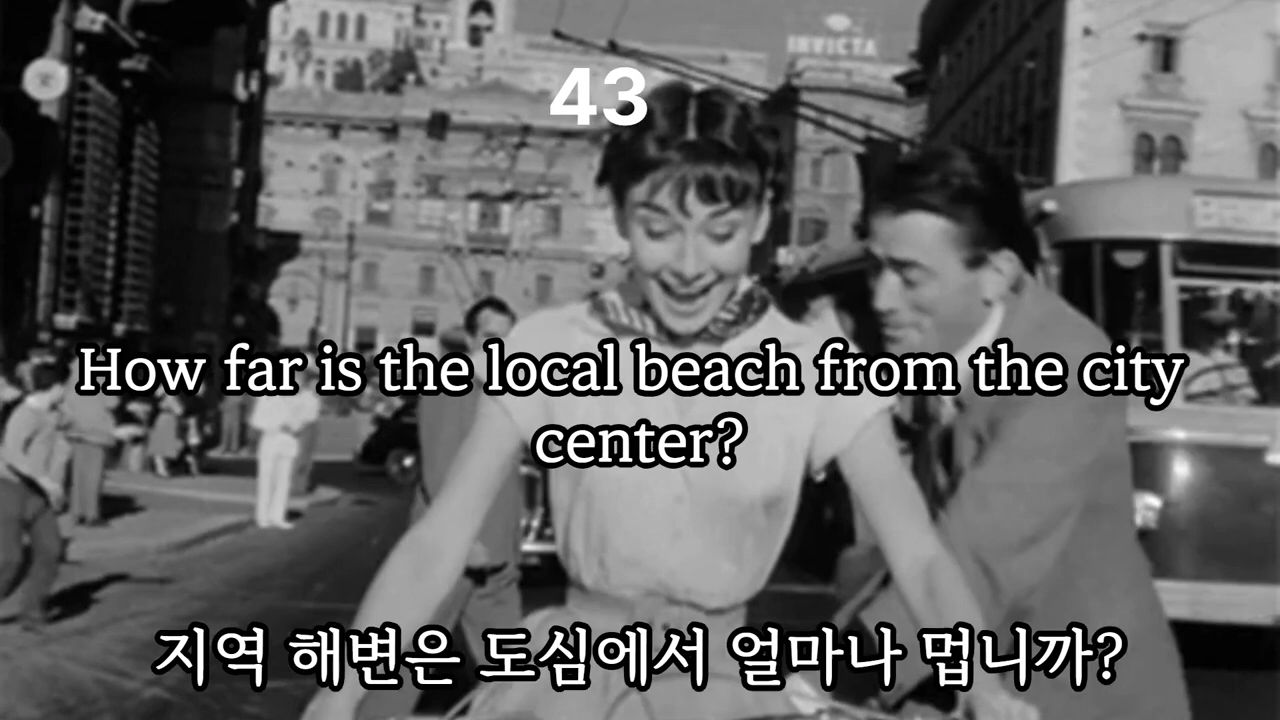 INVICTA
43
How far is the local beach from the city
center?
지역 해변은 도심에서 얼마나 멉니까?